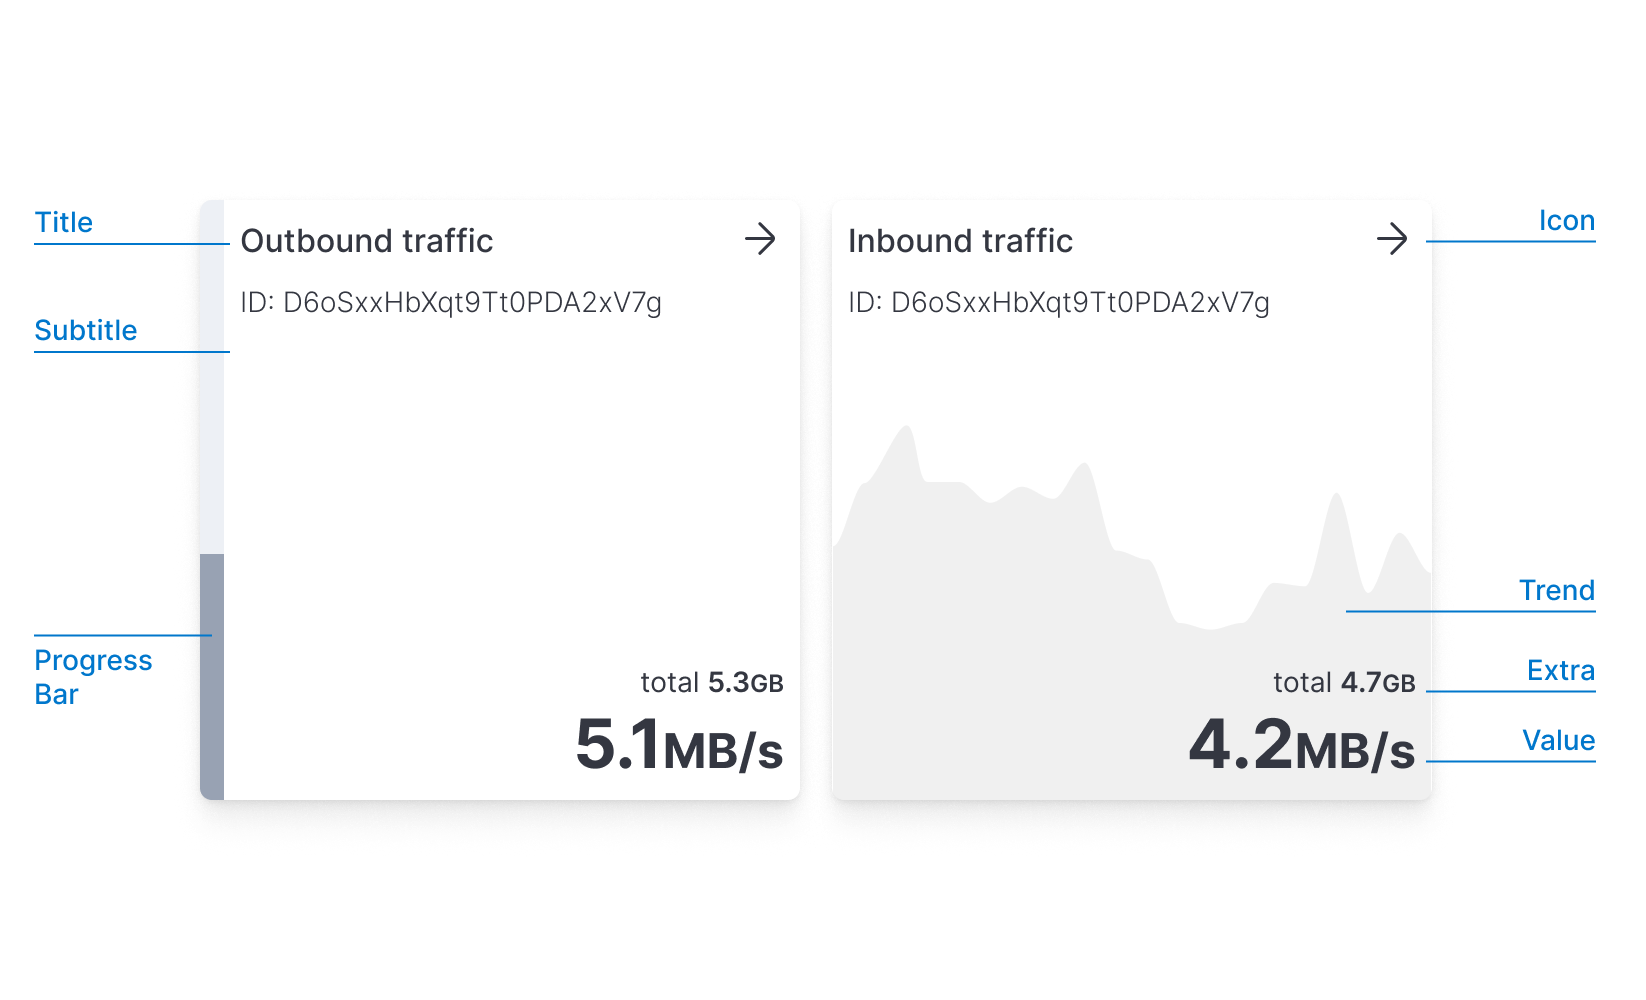 Title
Subtitle
Progress
Bar
Outbound traffic
ID: D6oSxxHbXqt9Tt0PDA2xV7g
total 5.3GB
5.1MB/s
Inbound traffic
ID: D6oSxxHbXqt9Tt0PDA2xV7g
total 4.7GB
4.2MB/s
Icon
Trend
Extra
Value